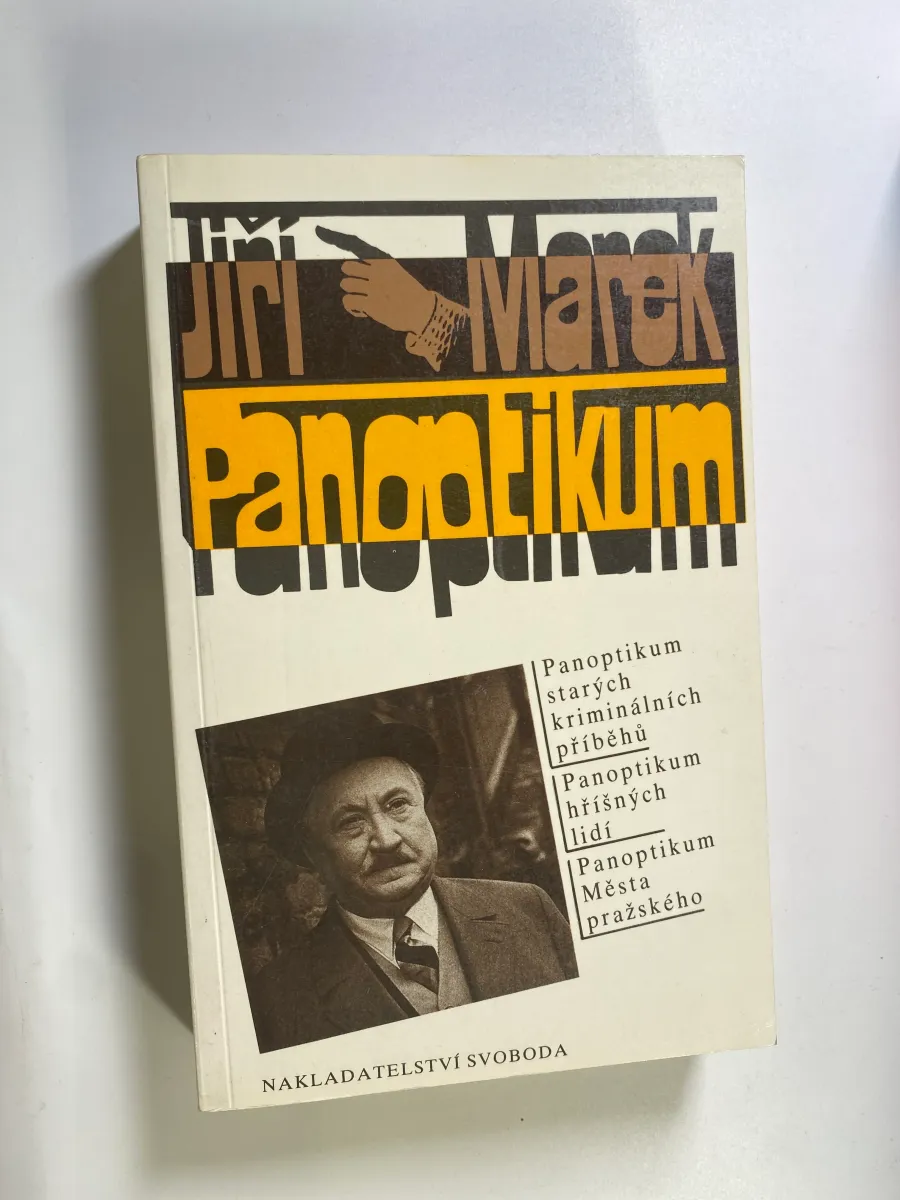 Jiří Marek
Panoptikum
Panoptikum
starých
kriminálních
příběhů
Panoptikum
hříšných
lidí
Panoptikum
Města
pražského
NAKLADATELSTVÍ SVOBODA